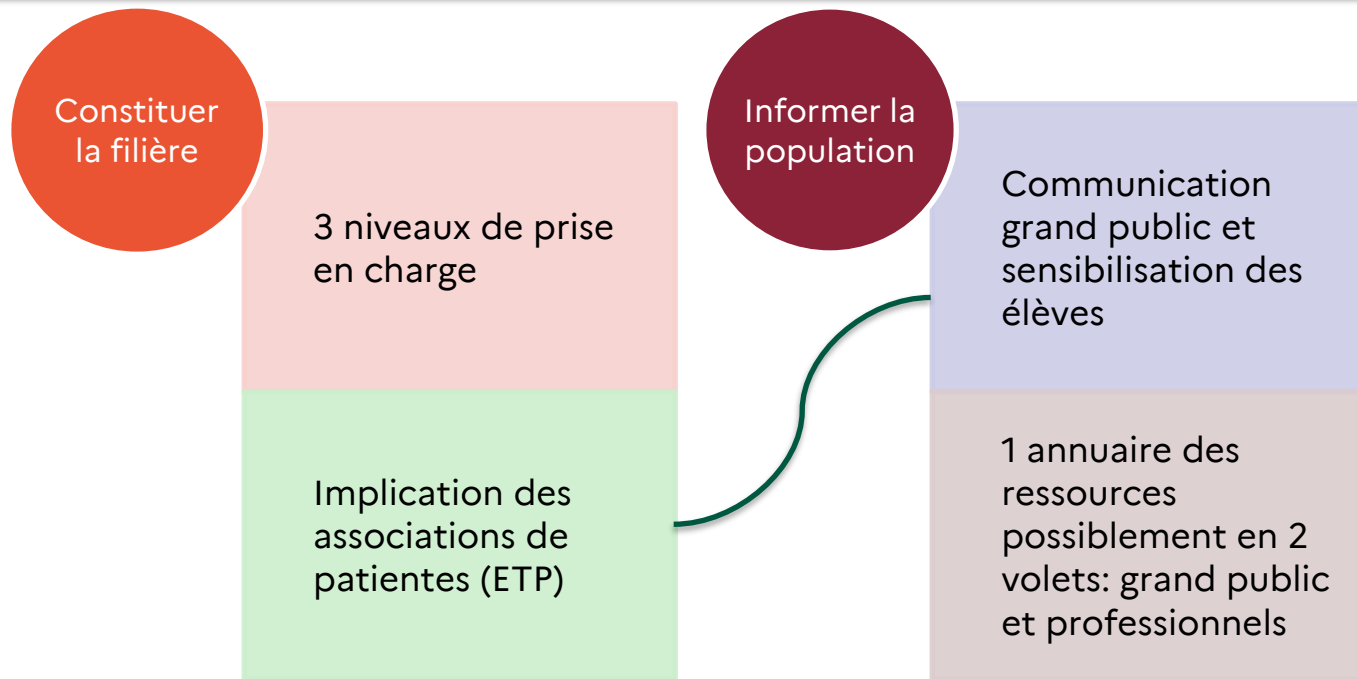 Constituer
la filière
3 niveaux de prise
en charge
Implication des
associations de
patientes (ETP)
Informer la
population
Communication
grand public et
sensibilisation des
élèves
1 annuaire des
ressources
possiblement en 2
volets: grand public
et professionnels